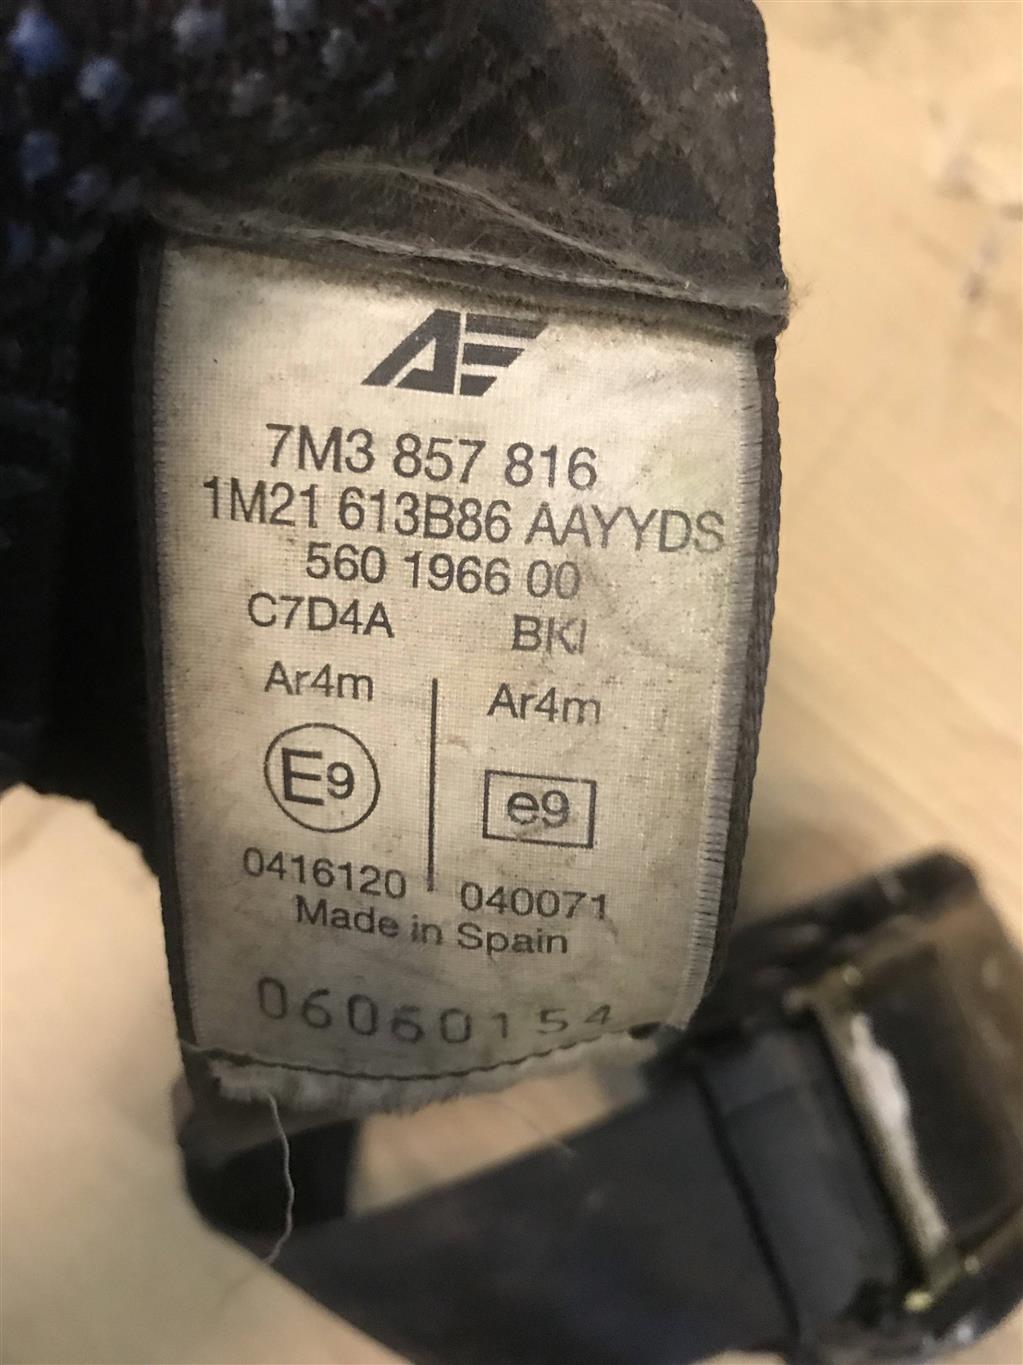 AE
7M3 857 816
1M21 613B86 AAYYDS
560 1966 00
C7D4A BKI
Ar4m Ar4m
E9 e9
0416120 040071
Made in Spain
06060154